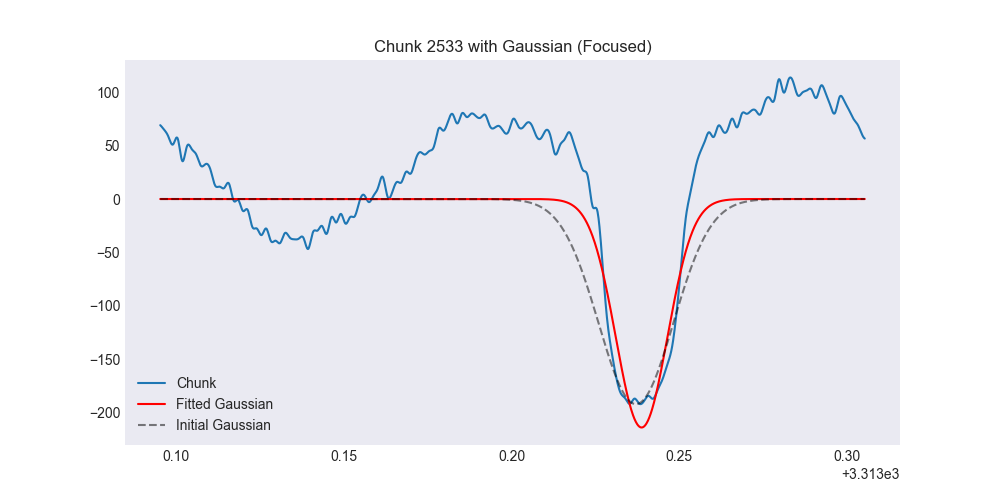 Chunk 2533 with Gaussian (Focused)
100
50
0
−50
−100
−150
−200
Chunk
Fitted Gaussian
Initial Gaussian
0.10 0.15 0.20 0.25 0.30
+3.313e3